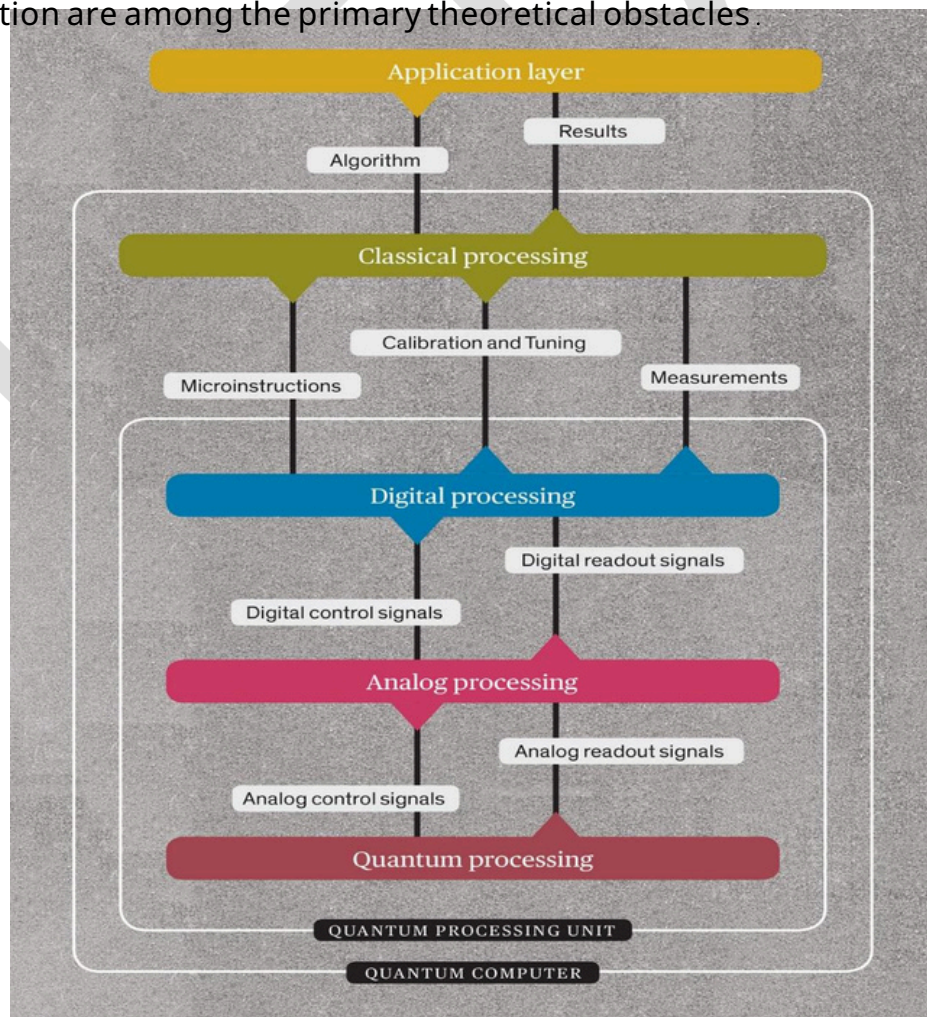 tion are among the primary theoretical obstacles.
Application layer
Results
Algorithm
Classical processing
Calibration and Tuning
Measurements
Microinstructions
Digital processing
Digital readout signals
Digital control signals
Analog processing
Analog readout signals
Analog control signals
Quantum processing
QUANTUM PROCESSING UNIT
QUANTUM COMPUTER